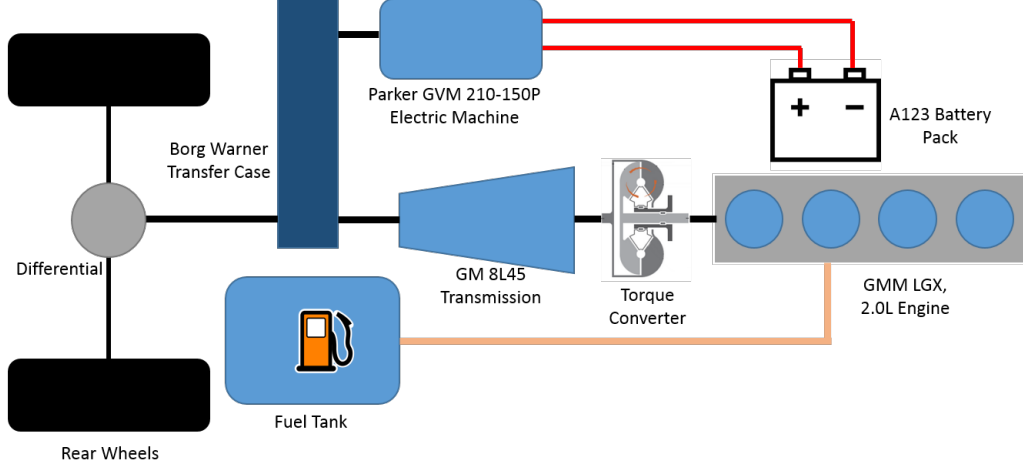 Parker GVM 210-150P
Electric Machine
A123 Battery
Pack
+
−
Borg Warner
Transfer Case
Differential
GM 8L45
Transmission
Torque
Converter
GMM LGX,
2.0L Engine
Fuel Tank
Rear Wheels